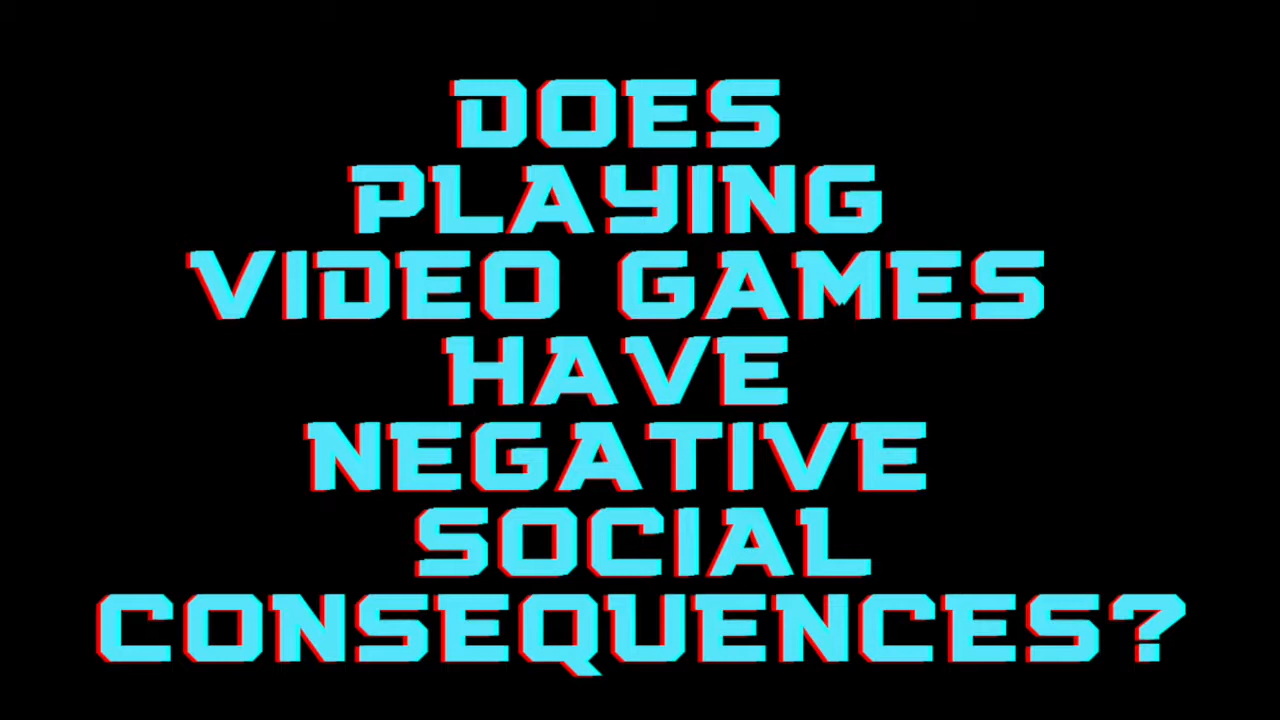 DOES
PLAYING
VIDEO GAMES
HAVE
NEGATIVE
SOCIAL
CONSEQUENCES?